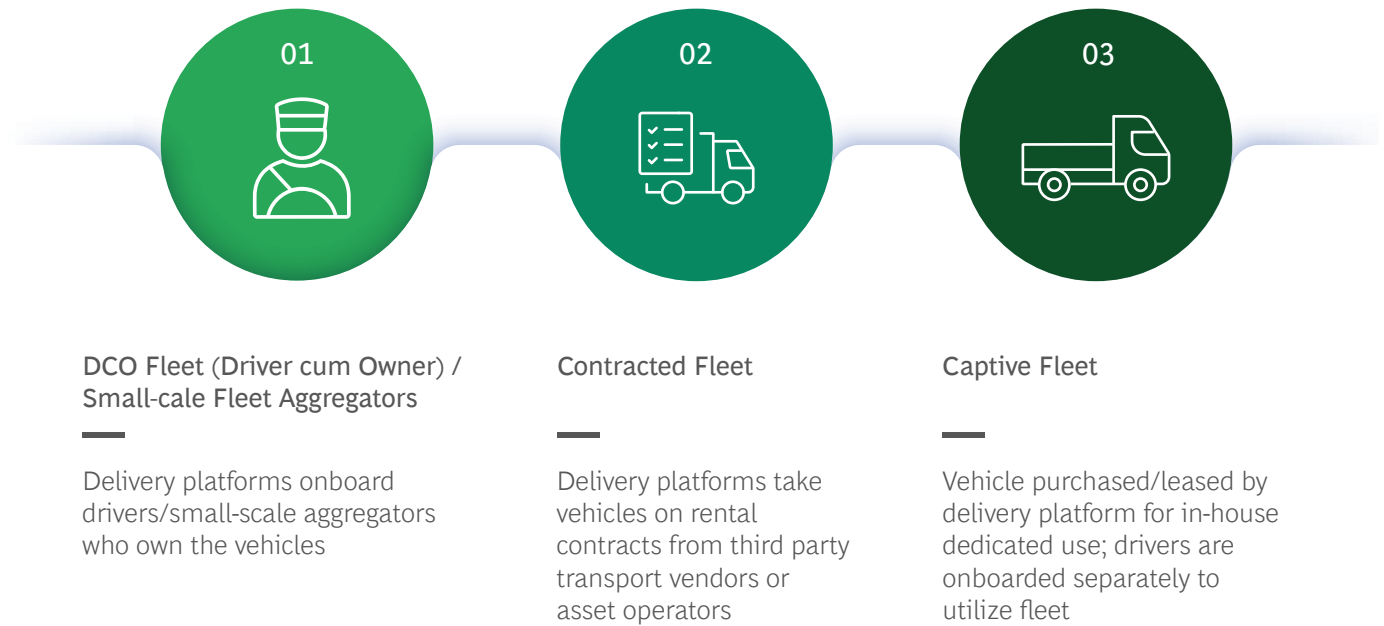 01
02
03
DCO Fleet (Driver cum Owner) /
Small-cale Fleet Aggregators
Delivery platforms onboard
drivers/small-scale aggregators
who own the vehicles
Contracted Fleet
Delivery platforms take
vehicles on rental
contracts from third party
transport vendors or
asset operators
Captive Fleet
Vehicle purchased/leased by
delivery platform for in-house
dedicated use; drivers are
onboarded separately to
utilize fleet